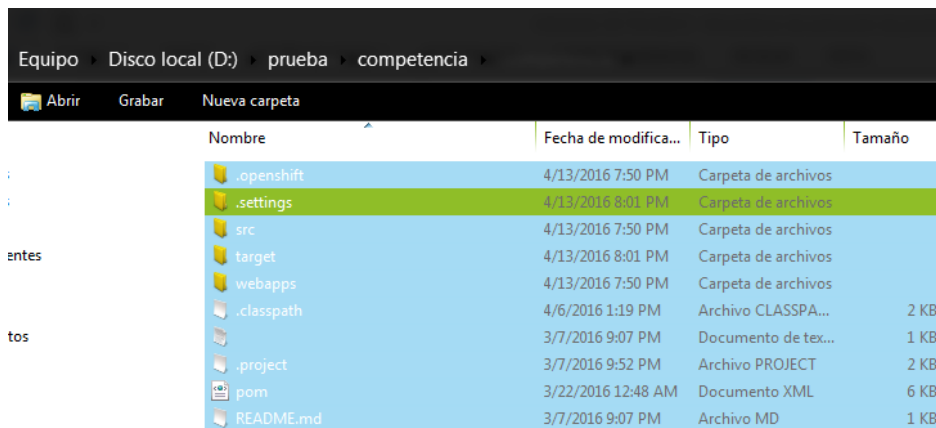 Equipo Disco local (D:) prueba competencia
Abrir Grabar Nueva carpeta
Nombre Fecha de modifica... Tipo Tamaño
.openshift 4/13/2016 7:50 PM Carpeta de archivos
.settings 4/13/2016 8:01 PM Carpeta de archivos
src 4/13/2016 7:50 PM Carpeta de archivos
entes target 4/13/2016 8:01 PM Carpeta de archivos
webapps 4/13/2016 7:50 PM Carpeta de archivos
.classpath 4/6/2016 1:19 PM Archivo CLASSPA... 2 KB
tos 3/7/2016 9:07 PM Documento de tex... 1 KB
.project 3/7/2016 9:52 PM Archivo PROJECT 2 KB
pom 3/22/2016 12:48 AM Documento XML 6 KB
README.md 3/7/2016 9:07 PM Archivo MD 1 KB